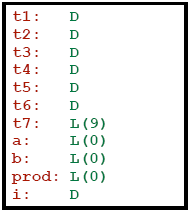 t1: D
t2: D
t3: D
t4: D
t5: D
t6: D
t7: L(9)
a: L(0)
b: L(0)
prod: L(0)
i: D